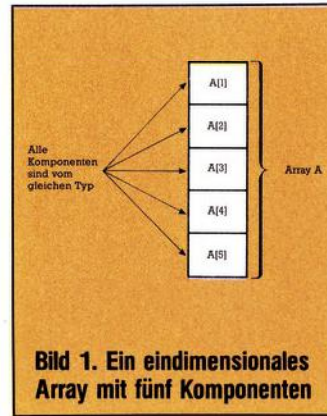 A[1]
A[2]
Alle
Komponenten
sind vom
gleichen Typ
A[3]
Array A
A[4]
A[5]
Bild 1. Ein eindimensionales
Array mit fünf Komponenten